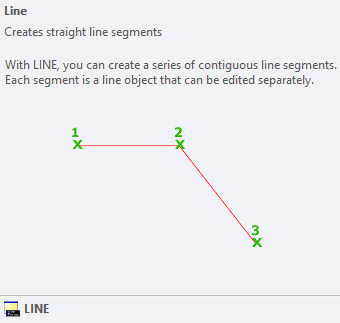 Line
Creates straight line segments
With LINE, you can create a series of contiguous line segments.
Each segment is a line object that can be edited separately.
1
2
3
LINE